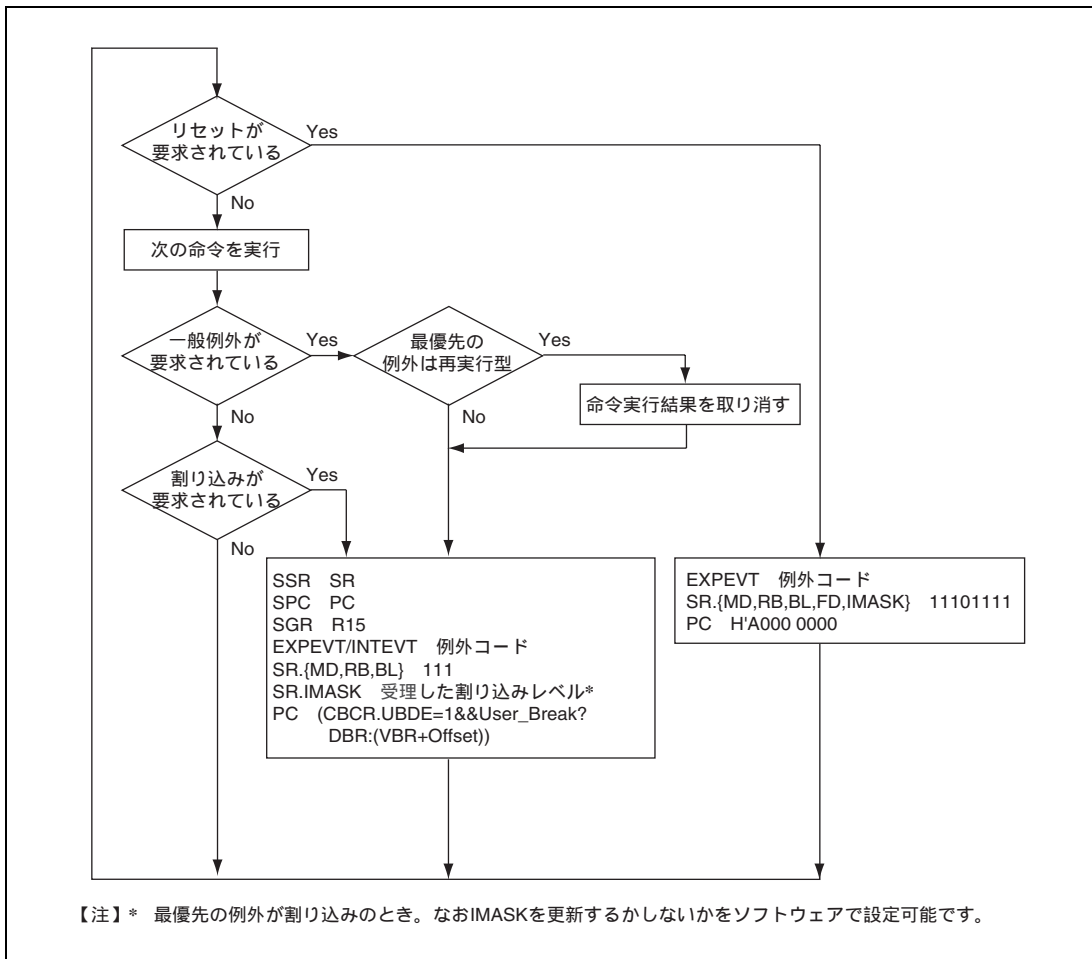 リセットが
要求されている
Yes
No
次の命令を実行
一般例外が
要求されている
Yes
No
最優先の
例外は再実行型
Yes
No
命令実行結果を取り消す
割り込みが
要求されている
Yes
No
SSR SR
SPC PC
SGR R15
EXPEVT/INTEVT 例外コード
SR.{MD,RB,BL} 111
SR.IMASK 受理した割り込みレベル*
PC (CBCR.UBDE=1&&User_Break?
DBR:(VBR+Offset))
EXPEVT 例外コード
SR.{MD,RB,BL,FD,IMASK} 11101111
PC H'A000 0000
【注】* 最優先の例外が割り込みのとき。なおIMASKを更新するかしないかをソフトウェアで設定可能です。